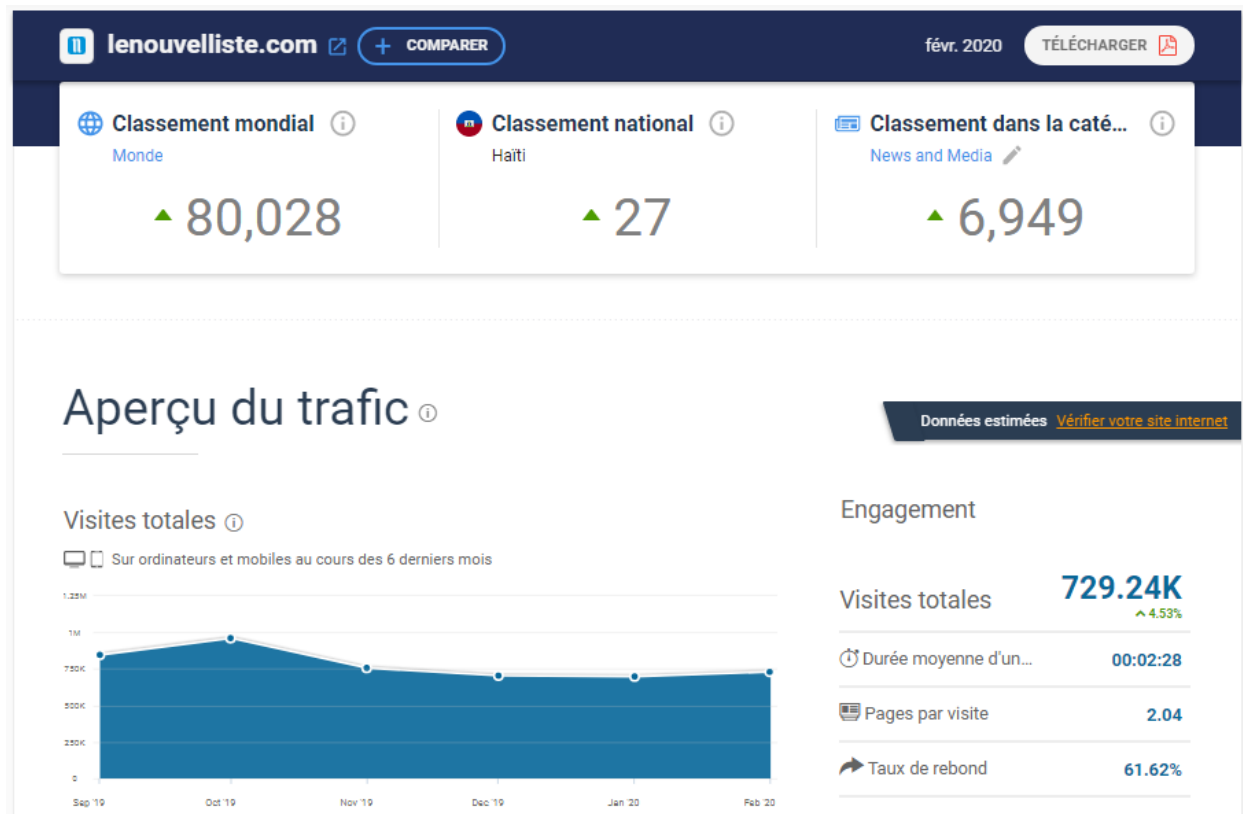 lenouvelliste.com + COMPARER févr. 2020 TÉLÉCHARGER
Classement mondial Classement national Classement dans la caté...
Monde Haïti News and Media
80,028 27 6,949
Aperçu du trafic
Données estimées Vérifier votre site internet
Engagement
Visites totales
Sur ordinateurs et mobiles au cours des 6 derniers mois
1.25M
1M
750K
500K
250K
0
Sep '19 Oct '19 Nov '19 Dec '19 Jan '20 Feb '20
Visites totales 729.24K
4.53%
Durée moyenne d'un... 00:02:28
Pages par visite 2.04
Taux de rebond 61.62%